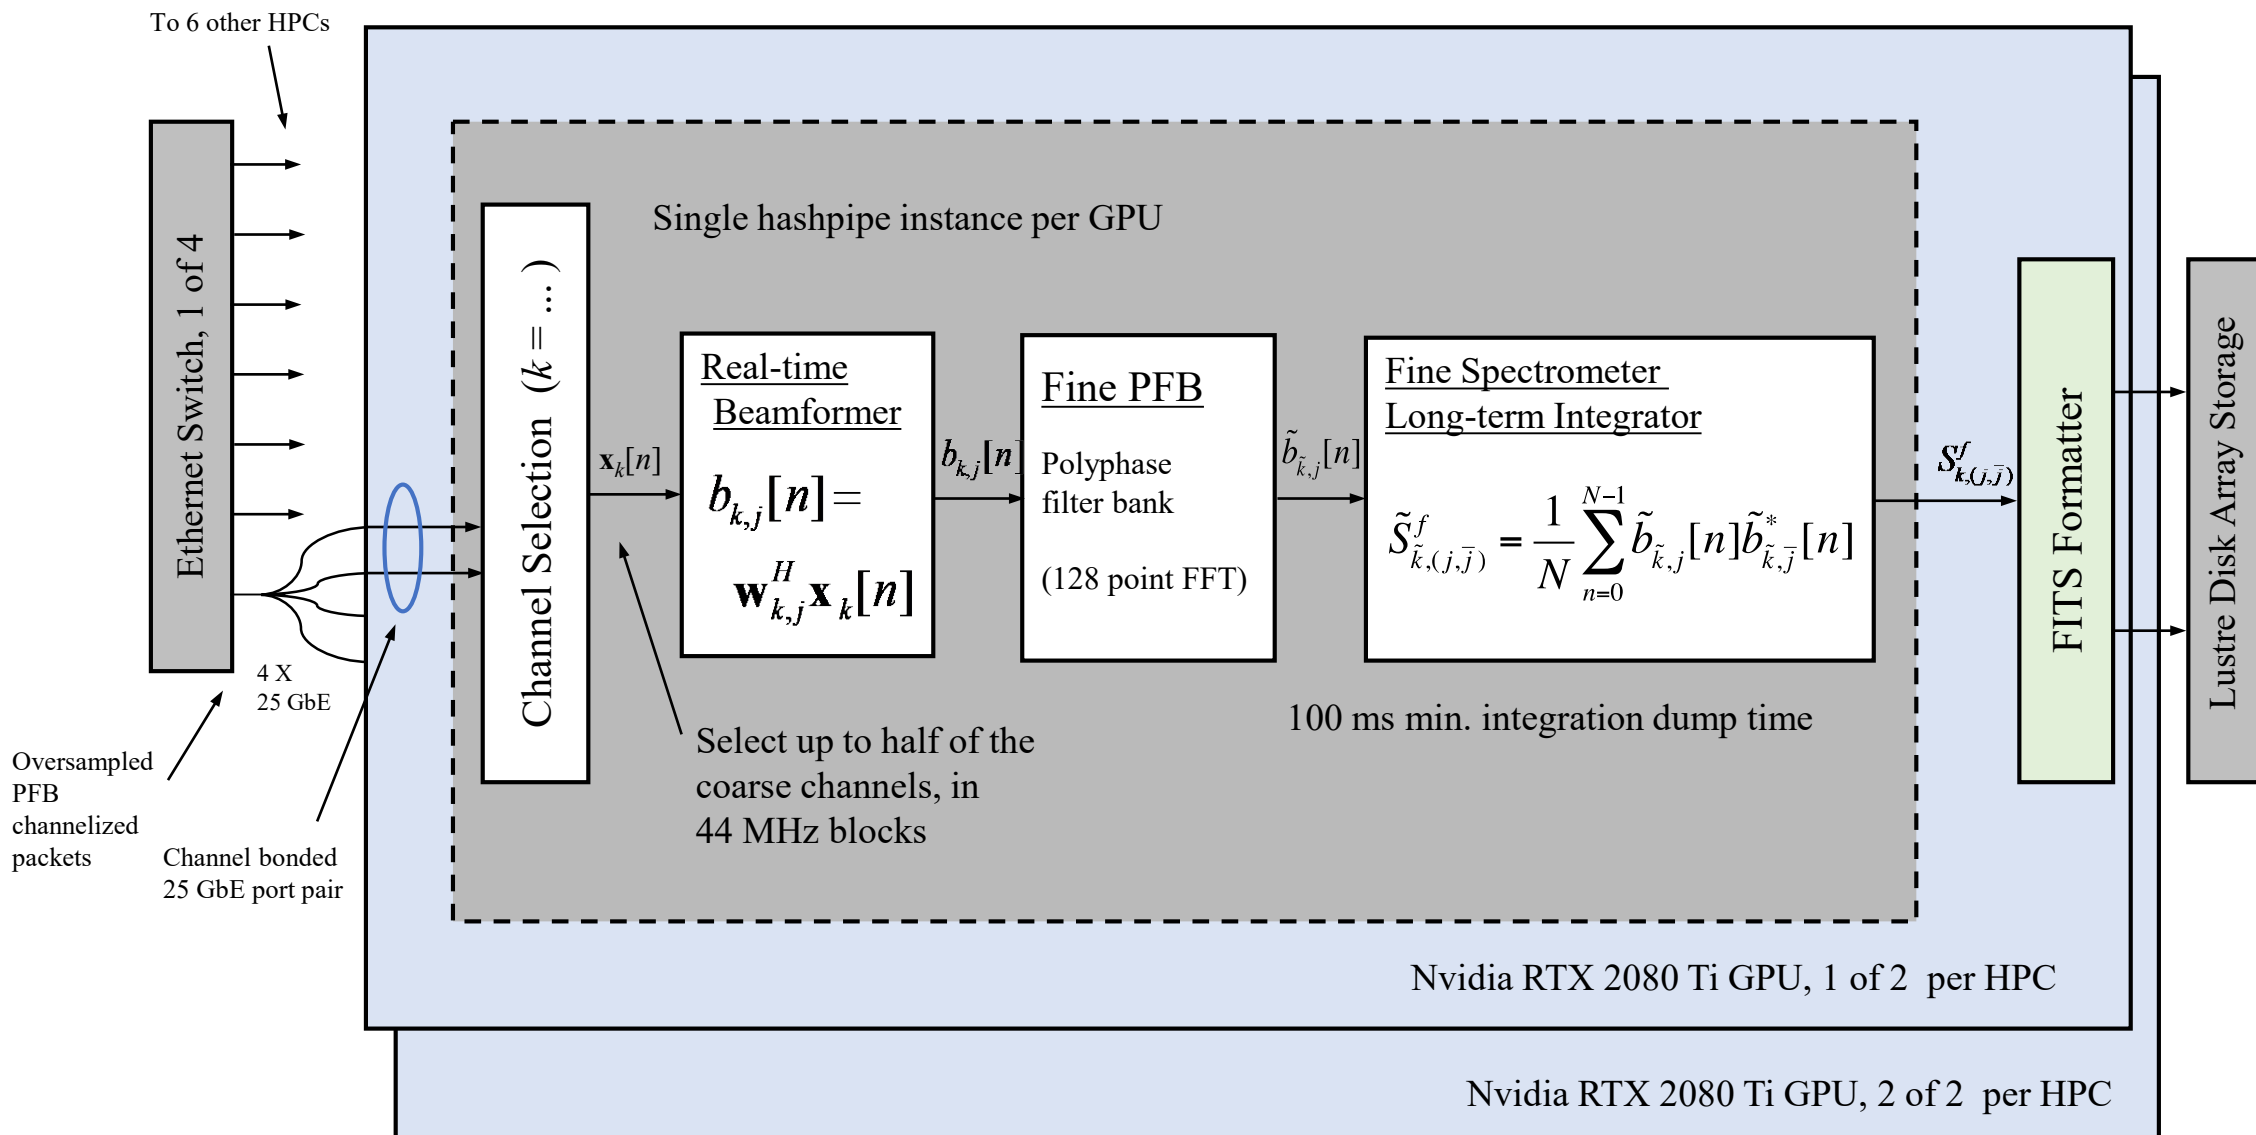 To 6 other HPCs
Ethernet Switch, 1 of 4
4 X
25 GbE
Oversampled
PFB
channelized
packets
Channel bonded
25 GbE port pair
Single hashpipe instance per GPU
Channel Selection (k = ...)
𝐱ₖ[n]
Select up to half of the
coarse channels, in
44 MHz blocks
Real-time
Beamformer
b_{k,j}[n] =
𝐰^H_{k,j} 𝐱_k[n]
b_{k,j}[n]
Fine PFB
Polyphase
filter bank
(128 point FFT)
b̃_{k̃,j}[n]
Fine Spectrometer
Long-term Integrator
S̃^f_{k̃,(j,j̄)} = 1/N ∑_{n=0}^{N−1} b̃_{k̃,j}[n] b̃*_{k̃,j̄}[n]
100 ms min. integration dump time
S^f_{k,(j,j̄)}
FITS Formatter
Lustre Disk Array Storage
Nvidia RTX 2080 Ti GPU, 1 of 2 per HPC
Nvidia RTX 2080 Ti GPU, 2 of 2 per HPC